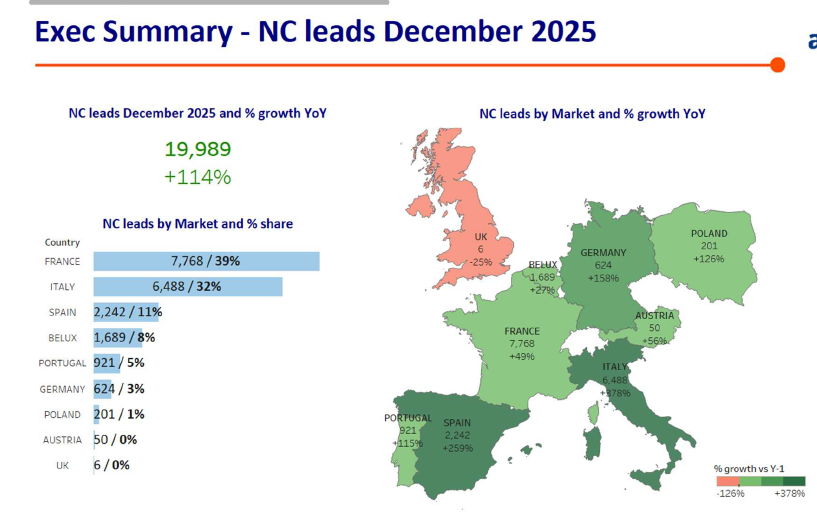 Exec Summary - NC leads December 2025
a
NC leads December 2025 and % growth YoY
19,989
+114%
NC leads by Market and % share
Country
FRANCE 7,768 / 39%
ITALY 6,488 / 32%
SPAIN 2,242 / 11%
BELUX 1,689 / 8%
PORTUGAL 921 / 5%
GERMANY 624 / 3%
POLAND 201 / 1%
AUSTRIA 50 / 0%
UK 6 / 0%
NC leads by Market and % growth YoY
UK
6
-25%
POLAND
201
+126%
GERMANY
624
+158%
BELUX
1,689
+27%
AUSTRIA
50
+56%
FRANCE
7,768
+49%
ITALY
6,488
+378%
PORTUGAL
921
+115%
SPAIN
2,242
+259%
% growth vs Y-1
-126% +378%